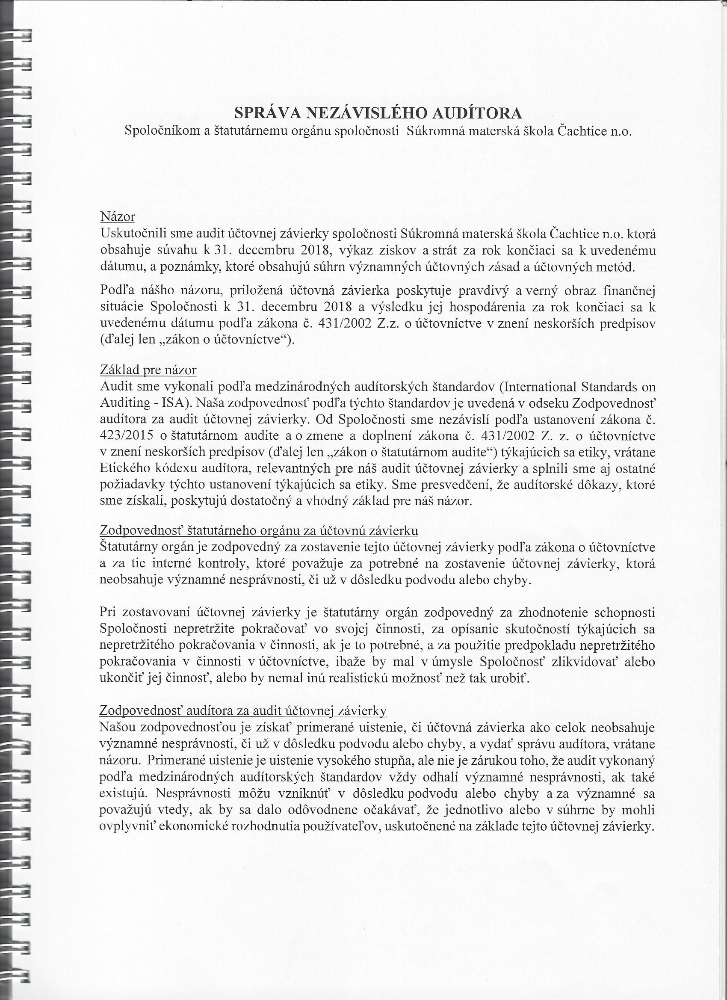 SPRÁVA NEZÁVISLÉHO AUDÍTORA
Spoločníkom a štatutárnemu orgánu spoločnosti  Súkromná materská škola Čachtice n.o.
Názor
Uskutočnili sme audit účtovnej závierky spoločnosti Súkromná materská škola Čachtice n.o. ktorá
obsahuje súvahu k 31. decembru 2018, výkaz ziskov a strát za rok končiaci sa k uvedenému
dátumu, a poznámky, ktoré obsahujú súhrn významných účtovných zásad a účtovných metód.
Podľa nášho názoru, priložená účtovná závierka poskytuje pravdivý a verný obraz finančnej
situácie Spoločnosti k 31. decembru 2018 a výsledku jej hospodárenia za rok končiaci sa k
uvedenému dátumu podľa zákona č. 431/2002 Z.z. o účtovníctve v znení neskorších predpisov
(ďalej len „zákon o účtovníctve“).
Základ pre názor
Audit sme vykonali podľa medzinárodných audítorských štandardov (International Standards on
Auditing - ISA). Naša zodpovednosť podľa týchto štandardov je uvedená v odseku Zodpovednosť
audítora za audit účtovnej závierky. Od Spoločnosti sme nezávislí podľa ustanovení zákona č.
423/2015 o štatutárnom audite a o zmene a doplnení zákona č. 431/2002 Z. z. o účtovníctve
v znení neskorších predpisov (ďalej len „zákon o štatutárnom audite“) týkajúcich sa etiky, vrátane
Etického kódexu audítora, relevantných pre náš audit účtovnej závierky a splnili sme aj ostatné
požiadavky týchto ustanovení týkajúcich sa etiky. Sme presvedčení, že audítorské dôkazy, ktoré
sme získali, poskytujú dostatočný a vhodný základ pre náš názor.
Zodpovednosť štatutárneho orgánu za účtovnú závierku
Štatutárny orgán je zodpovedný za zostavenie tejto účtovnej závierky podľa zákona o účtovníctve
a za tie interné kontroly, ktoré považuje za potrebné na zostavenie účtovnej závierky, ktorá
neobsahuje významné nesprávnosti, či už v dôsledku podvodu alebo chyby.
Pri zostavovaní účtovnej závierky je štatutárny orgán zodpovedný za zhodnotenie schopnosti
Spoločnosti nepretržite pokračovať vo svojej činnosti, za opísanie skutočností týkajúcich sa
nepretržitého pokračovania v činnosti, ak je to potrebné, a za použitie predpokladu nepretržitého
pokračovania v činnosti v účtovníctve, ibaže by mal v úmysle Spoločnosť zlikvidovať alebo
ukončiť jej činnosť, alebo by nemal inú realistickú možnosť než tak urobiť.
Zodpovednosť audítora za audit účtovnej závierky
Našou zodpovednosťou je získať primerané uistenie, či účtovná závierka ako celok neobsahuje
významné nesprávnosti, či už v dôsledku podvodu alebo chyby, a vydať správu audítora, vrátane
názoru.  Primerané uistenie je uistenie vysokého stupňa, ale nie je zárukou toho, že audit vykonaný
podľa medzinárodných audítorských štandardov vždy odhalí významné nesprávnosti, ak také
existujú. Nesprávnosti môžu vzniknúť v dôsledku podvodu alebo chyby a za významné sa
považujú vtedy, ak by sa dalo odôvodnene očakávať, že jednotlivo alebo v súhrne by mohli
ovplyvniť ekonomické rozhodnutia používateľov, uskutočnené na základe tejto účtovnej závierky.